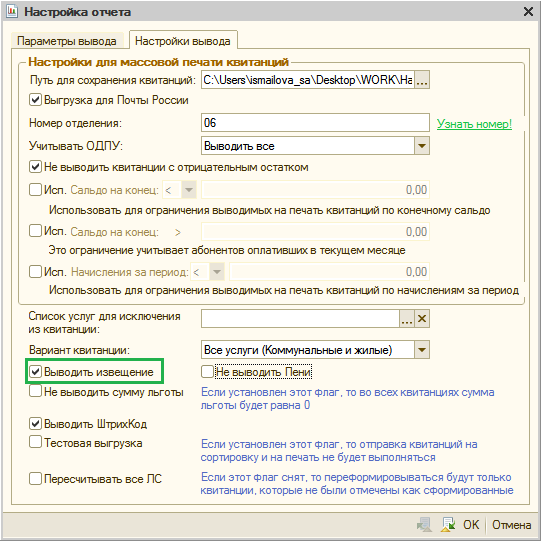 Настройка отчета
Параметры вывода Настройки вывода
Настройки для массовой печати квитанций
Путь для сохранения квитанций: C:\Users\ismailova_sa\Desktop\WORK\На ...
Выгрузка для Почты России
Номер отделения: 06 Узнать номер!
Учитывать ОДПУ: Выводить все
Не выводить квитанции с отрицательным остатком
Исп. Сальдо на конец: < 0,00
Использовать для ограничения выводимых на печать квитанций по конечному сальдо
Исп. Сальдо на конец: > 0,00
Это ограничение учитывает абонентов оплативших в текущем месяце
Исп. Начисления за период: < 0,00
Использовать для ограничения выводимых на печать квитанций по начислениям за период
Список услуг для исключения
из квитанции: ...
Вариант квитанции: Все услуги (Коммунальные и жилые)
Выводить извещение Не выводить Пени
Не выводить сумму льготы Если установлен этот флаг, то во всех квитанциях сумма
льготы будет равна 0
Выводить ШтрихКод
Тестовая выгрузка Если установлен этот флаг, то отправка квитанций на
сортировку и на печать не будет выполняться
Пересчитывать все ЛС Если этот флаг снят, то переформировываться будут только
квитанции, которые не были отмечены как сформированные
OK Отмена